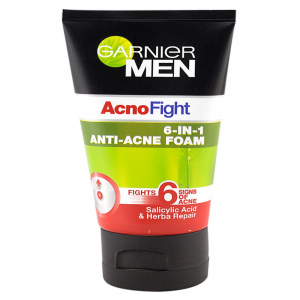 GARNIER
MEN
AcnoFight
6-IN-1
ANTI-ACNE FOAM
FIGHTS 6 SIGNS OF ACNE
Salicylic Acid
& Herba Repair